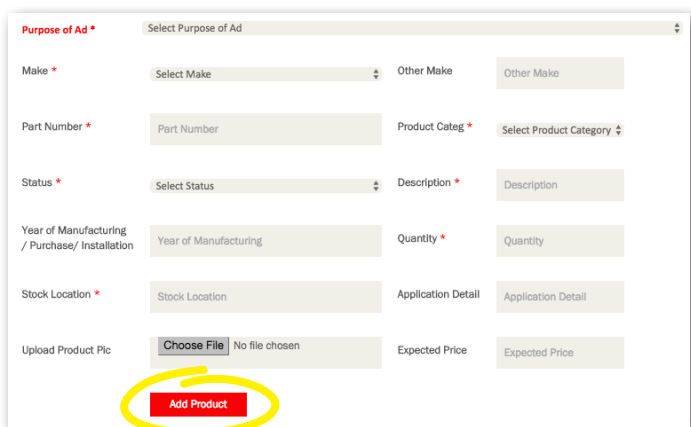 Purpose of Ad * Select Purpose of Ad
Make * Select Make Other Make Other Make
Part Number * Part Number Product Categ * Select Product Category
Status * Select Status Description * Description
Year of Manufacturing
/ Purchase/ Installation Year of Manufacturing Quantity * Quantity
Stock Location * Stock Location Application Detail Application Detail
Upload Product Pic Choose File No file chosen Expected Price Expected Price
Add Product